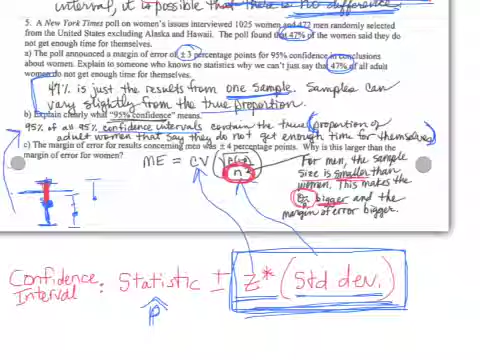 interval, it is possible that there is no difference
5. A New York Times poll on women's issues interviewed 1025 women and 472 men randomly selected
from the United States excluding Alaska and Hawaii. The poll found that 47% of the women said they do
not get enough time for themselves.
a) The poll announced a margin of error of ± 3 percentage points for 95% confidence in conclusions
about women. Explain to someone who knows no statistics why we can't just say that 47% of all adult
women do not get enough time for themselves.
47% is just the results from one sample. Samples can
vary slightly from the true proportion.
b) Explain clearly what "95% confidence" means.
95% of all 95% confidence intervals contain the true proportion of
adult women that say they do not get enough time for themselves
c) The margin of error for results concerning men was ± 4 percentage points. Why is this larger than the
margin of error for women?
ME = CV
n
For men, the sample
size is smaller than
women. This makes the
bigger and the
margin of error bigger.
Confidence
Interval : Statistic ± z* (Std dev.)
p